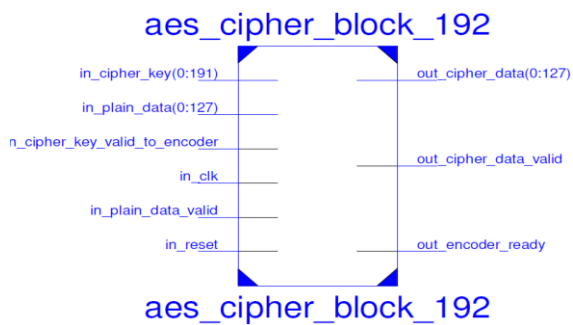 aes_cipher_block_192
in_cipher_key(0:191)
out_cipher_data(0:127)
in_plain_data(0:127)
n_cipher_key_valid_to_encoder
out_cipher_data_valid
in_clk
in_plain_data_valid
in_reset
out_encoder_ready
aes_cipher_block_192